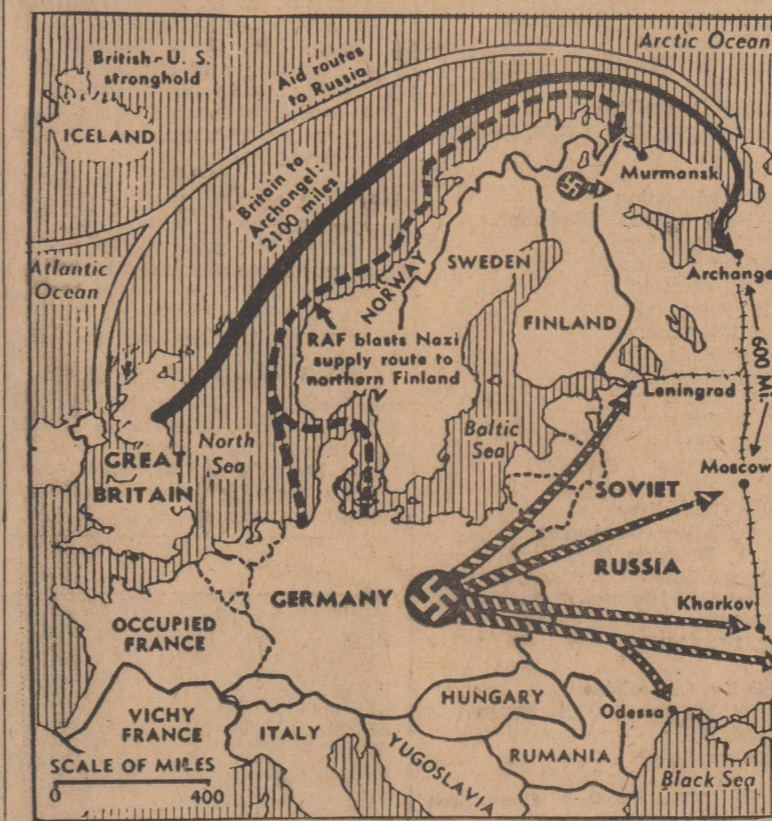 Arctic Ocean
British-U. S.
stronghold
ICELAND
Aid routes
to Russia
Britain to
Archangel:
2100 miles
Murmansk
Atlantic
Ocean
NORWAY
SWEDEN
Archange
FINLAND
RAF blasts Nazi
supply route to
northern Finland
600 Mi.
Leningrad
North
Sea
Baltic
Sea
GREAT
BRITAIN
Moscow
SOVIET
RUSSIA
GERMANY
Kharkov
OCCUPIED
FRANCE
HUNGARY
Odessa
VICHY
FRANCE
ITALY
YUGOSLAVIA
RUMANIA
SCALE OF MILES
0 400
Black Sea